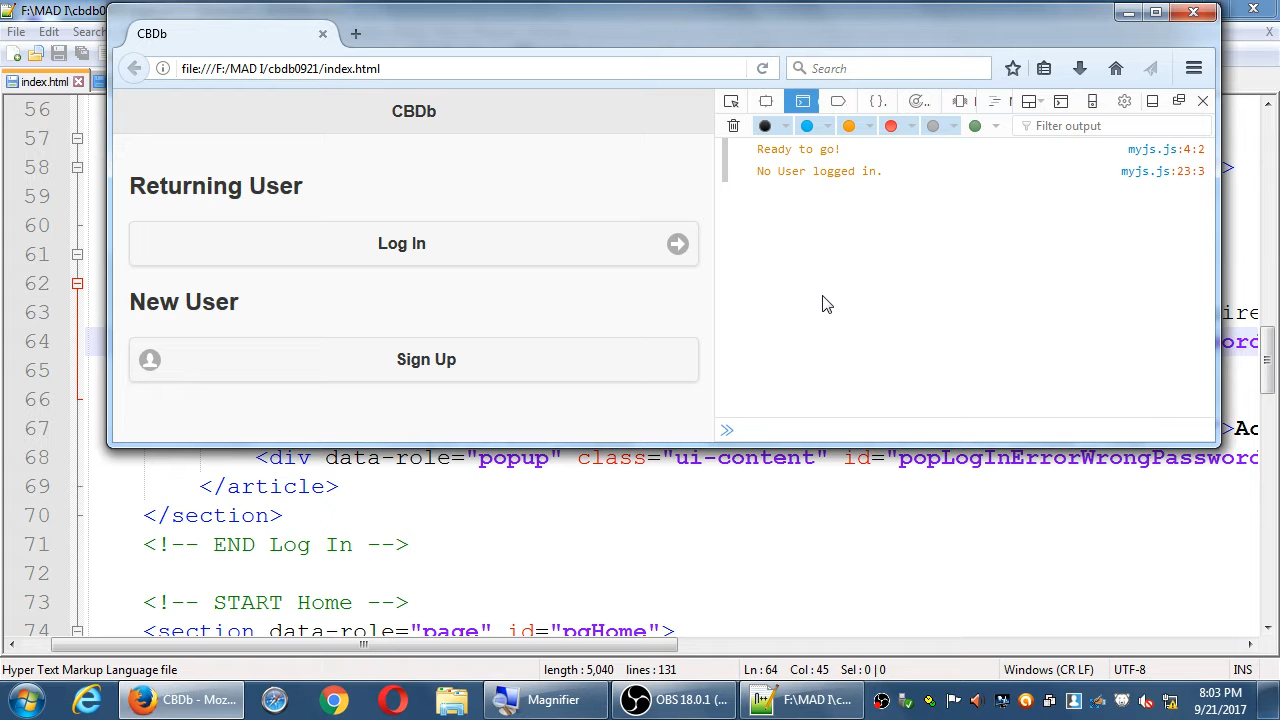 F:\MAD I\cbdb0
File Edit Search
index.html
CBDb
file:///F:/MAD I/cbdb0921/index.html
Search
CBDb
Filter output
Ready to go! myjs.js:4:2
No User logged in. myjs.js:23:3
Returning User
Log In
New User
Sign Up
56
57
58 >
59
60
61
62
63 ire
64 ord
65
66
67 >Ac
68 <div data-role="popup" class="ui-content" id="popLogInErrorWrongPassword
69 </article>
70 </section>
71 <!-- END Log In -->
72
73 <!-- START Home -->
74 <section data-role="page" id="pgHome">
Hyper Text Markup Language file length : 5,040 lines : 131 Ln : 64 Col : 45 Sel : 0 | 0 Windows (CR LF) UTF-8 INS
CBDb - Moz... Magnifier OBS 18.0.1 (... F:\MAD I\c...
8:03 PM
9/21/2017